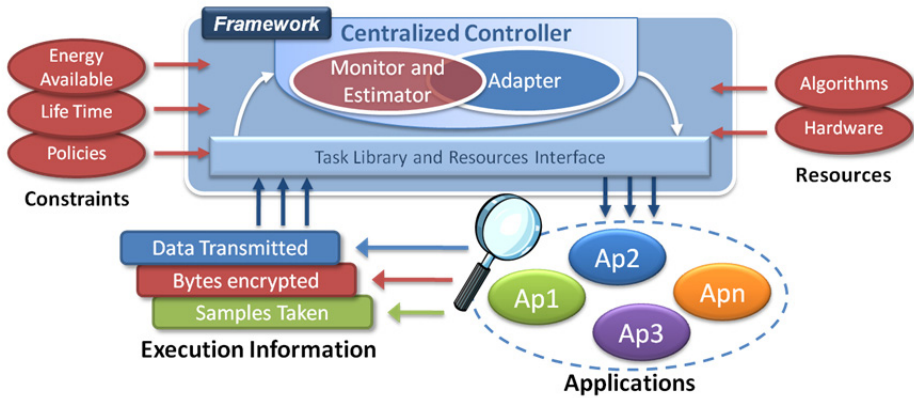 Framework
Centralized Controller
Monitor and
Estimator
Adapter
Task Library and Resources Interface
Energy
Available
Life Time
Policies
Constraints
Algorithms
Hardware
Resources
Data Transmitted
Bytes encrypted
Samples Taken
Execution Information
Ap1
Ap2
Ap3
Apn
Applications